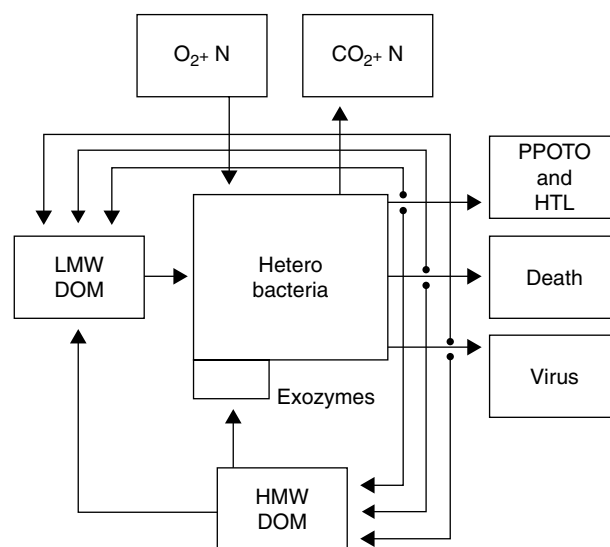 O₂₊ N
CO₂₊ N
PPOTO
and
HTL
LMW
DOM
Hetero
bacteria
Death
Virus
Exozymes
HMW
DOM